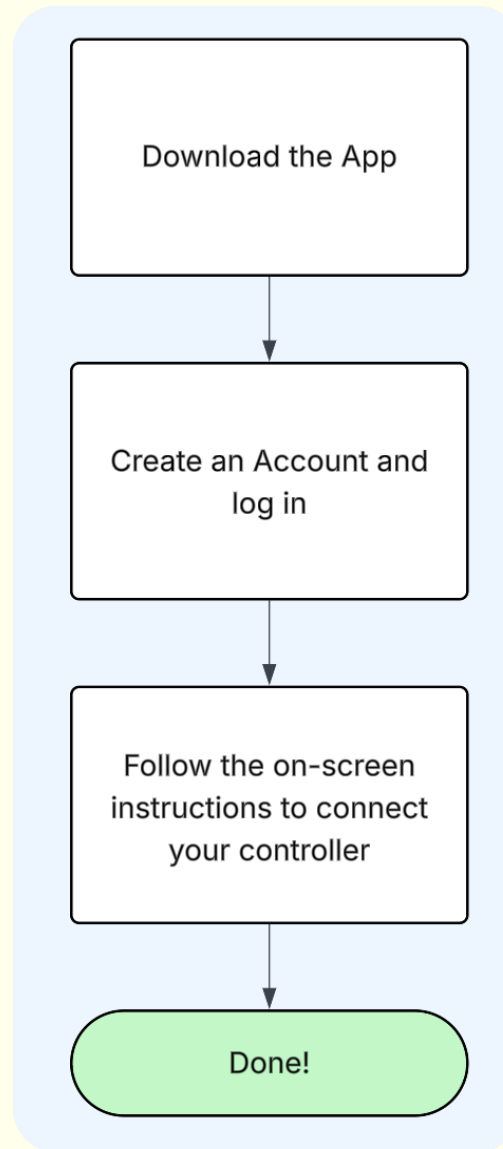 Download the App
Create an Account and
log in
Follow the on-screen
instructions to connect
your controller
Done!